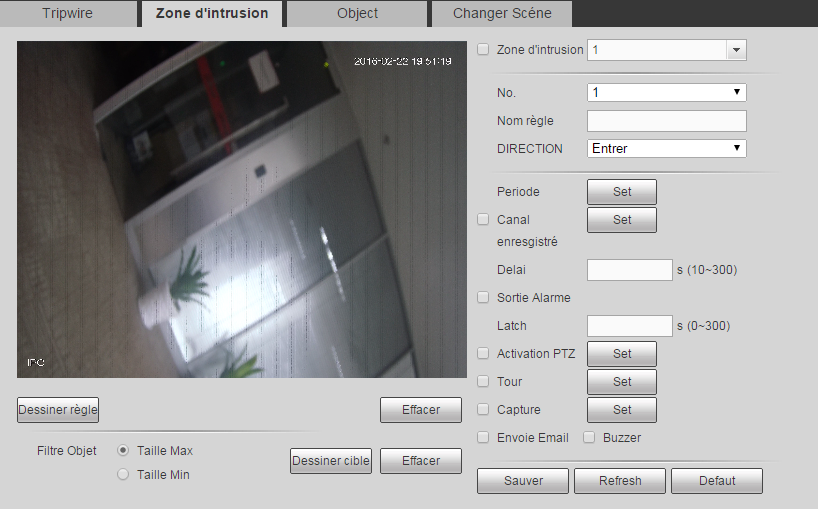 Tripwire Zone d'intrusion Object Changer Scéne
2016-02-22 19:51:19
IPC
Zone d'intrusion 1
No. 1
Nom règle
DIRECTION Entrer
Periode Set
Canal Set
enresgistré
Delai s (10~300)
Sortie Alarme
Latch s (0~300)
Activation PTZ Set
Tour Set
Capture Set
Envoie Email Buzzer
Dessiner règle Effacer
Filtre Objet Taille Max
Taille Min
Dessiner cible Effacer
Sauver Refresh Defaut